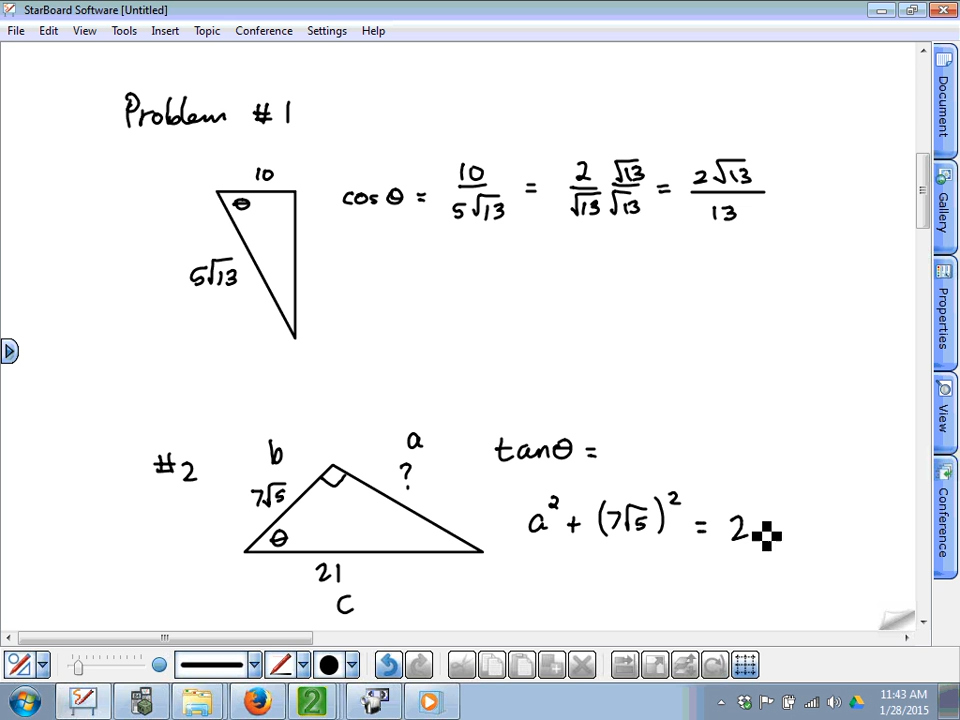 StarBoard Software [Untitled]
File Edit View Tools Insert Topic Conference Settings Help
Problem #1
10
θ
5√13
cos θ = 10/5√13 = 2/√13 √13/√13 = 2√13/13
#2
b
7√5
a
?
θ
21
C
tanθ =
a² + (7√5)² = 2
Document
Gallery
Properties
View
Conference
2
11:43 AM
1/28/2015